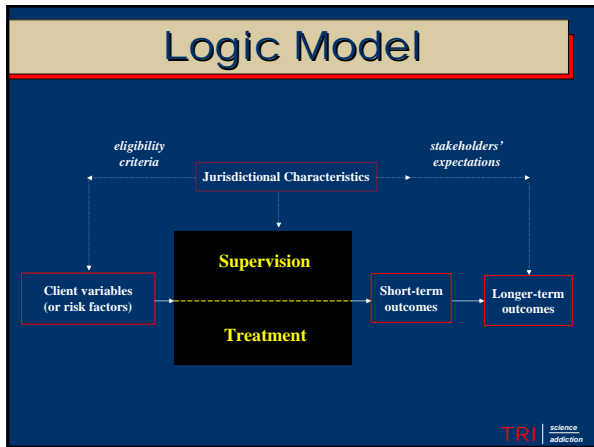 Logic Model
eligibility
criteria
stakeholders'
expectations
Jurisdictional Characteristics
Supervision
Client variables
(or risk factors)
Short-term
outcomes
Longer-term
outcomes
Treatment
TRI
science
addiction